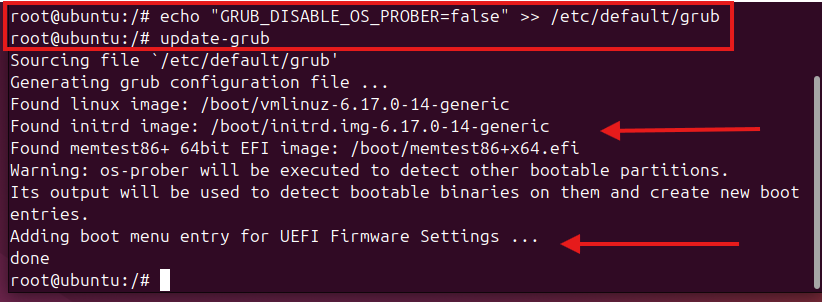 root@ubuntu:/# echo "GRUB_DISABLE_OS_PROBER=false" >> /etc/default/grub
root@ubuntu:/# update-grub
Sourcing file `/etc/default/grub'
Generating grub configuration file ...
Found linux image: /boot/vmlinuz-6.17.0-14-generic
Found initrd image: /boot/initrd.img-6.17.0-14-generic
Found memtest86+ 64bit EFI image: /boot/memtest86+x64.efi
Warning: os-prober will be executed to detect other bootable partitions.
Its output will be used to detect bootable binaries on them and create new boot
entries.
Adding boot menu entry for UEFI Firmware Settings ...
done
root@ubuntu:/#